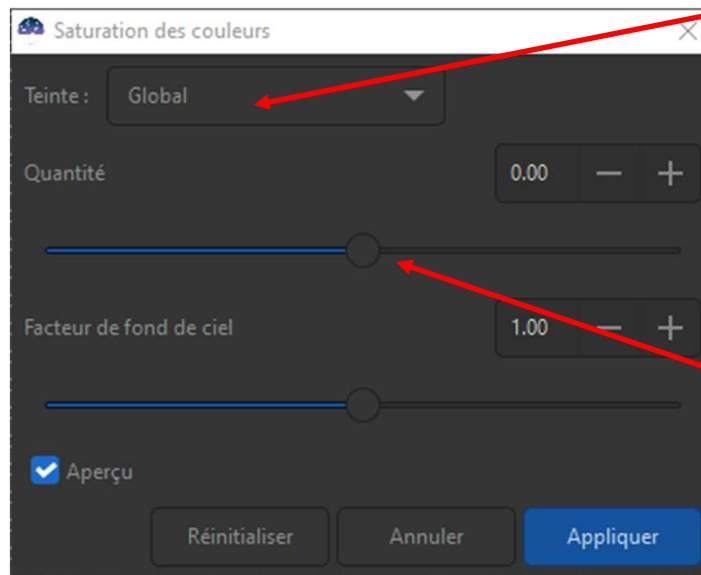 Saturation des couleurs
Teinte : Global
Quantité 0.00
Facteur de fond de ciel 1.00
Aperçu
Réinitialiser Annuler Appliquer